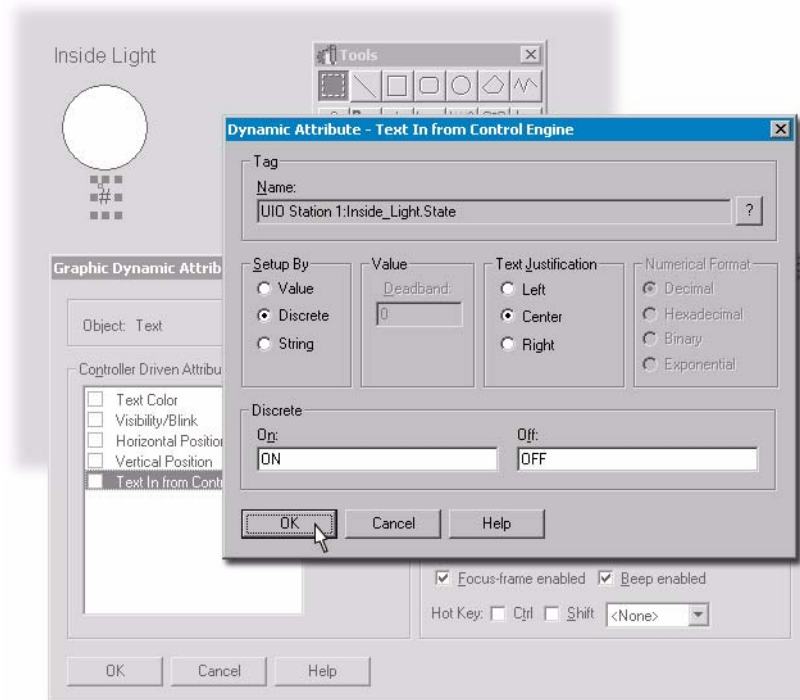 Inside Light
Tools
#
Dynamic Attribute - Text In from Control Engine
Tag
Name:
UIO Station 1:Inside_Light.State
?
Setup By
Value
Discrete
String
Value
Deadband:
0
Text Justification
Left
Center
Right
Numerical Format
Decimal
Hexadecimal
Binary
Exponential
Discrete
On:
ON
Off:
OFF
OK
Cancel
Help
Graphic Dynamic Attrib
Object: Text
Controller Driven Attribu
Text Color
Visibility/Blink
Horizontal Position
Vertical Position
Text In from Contr
Focus-frame enabled
Beep enabled
Hot Key:
Ctrl
Shift
<None>
OK
Cancel
Help